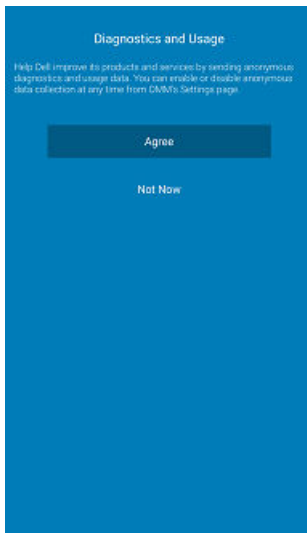 Diagnostics and Usage
Help Dell improve its products and services by sending anonymous
diagnostics and usage data. You can enable or disable anonymous
data collection at any time from DMM's Settings page.
Agree
Not Now